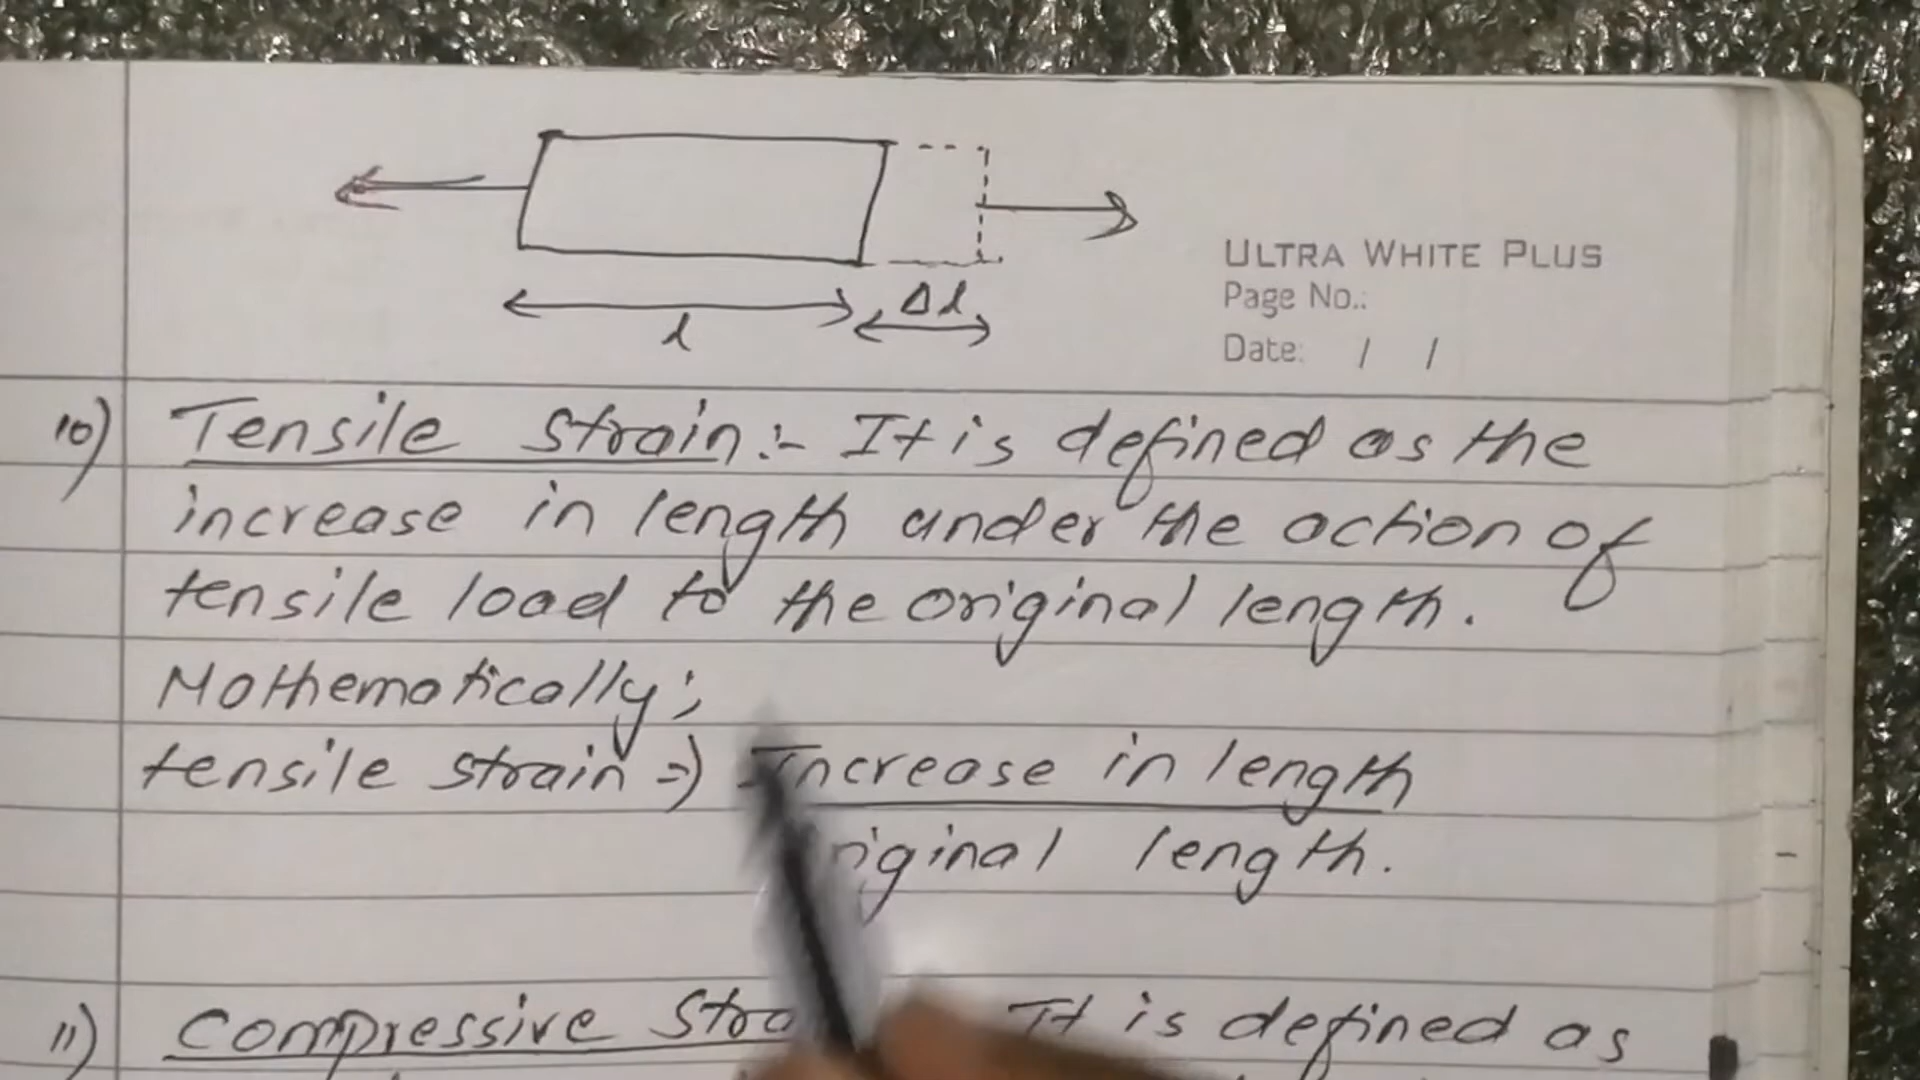 Δl
l
ULTRA WHITE PLUS
Page No.:
Date: / /
10) Tensile strain:- It is defined as the
increase in length under the action of
tensile load to the original length.
Mathematically;
tensile strain => Increase in length
length.
11) Compressive It is defined as